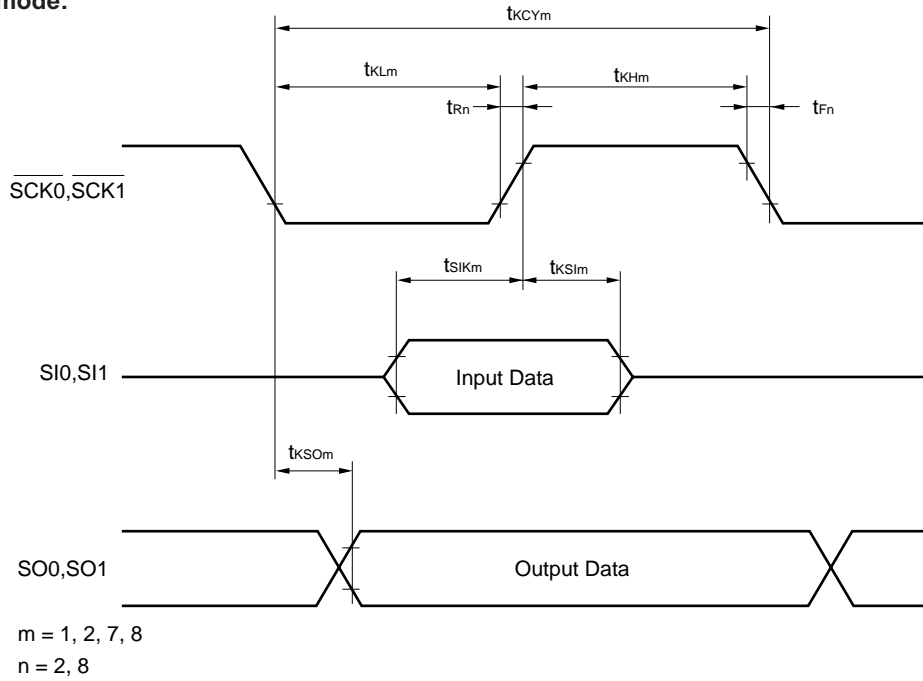 mode:
tKCYm
tKLm
tKHm
tRn
tFn
SCK0,SCK1
tSIKm
tKSIm
SI0,SI1
Input Data
tKSOm
SO0,SO1
Output Data
m = 1, 2, 7, 8
n = 2, 8